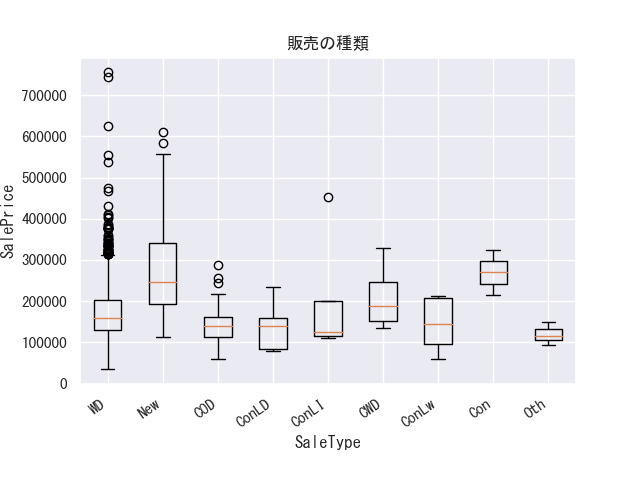 販売の種類
SalePrice
700000
600000
500000
400000
300000
200000
100000
0
WD
New
COD
ConLD
ConLI
CWD
ConLw
Con
Oth
SaleType